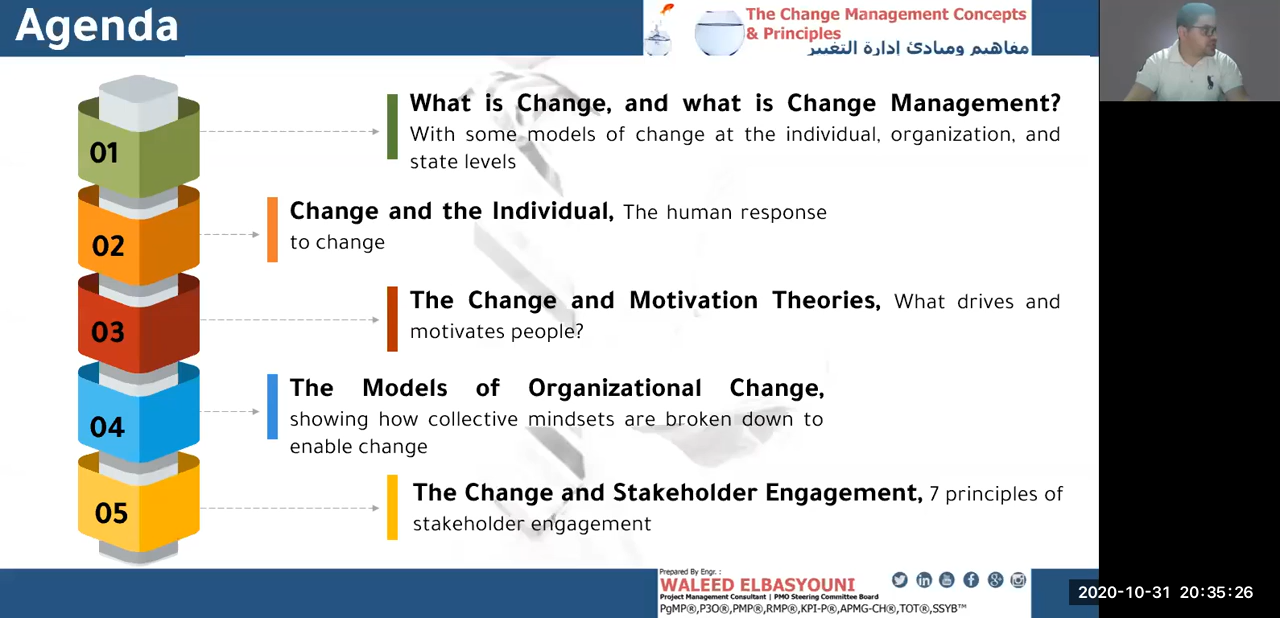 Agenda
The Change Management Concepts
& Principles
مفاهيم ومبادئ إدارة التغيير
01
What is Change, and what is Change Management?
With some models of change at the individual, organization, and
state levels
02
Change and the Individual, The human response
to change
03
The Change and Motivation Theories, What drives and
motivates people?
04
The Models of Organizational Change,
showing how collective mindsets are broken down to
enable change
05
The Change and Stakeholder Engagement, 7 principles of
stakeholder engagement
Prepared By Engr. :
WALEED ELBASYOUNI
Project Management Consultant | PMO Steering Committee Board
PgMP®,P3O®,PMP®,RMP®,KPI-P®,APMG-CH®,TOT®,SSYB™
2020-10-31 20:35:26